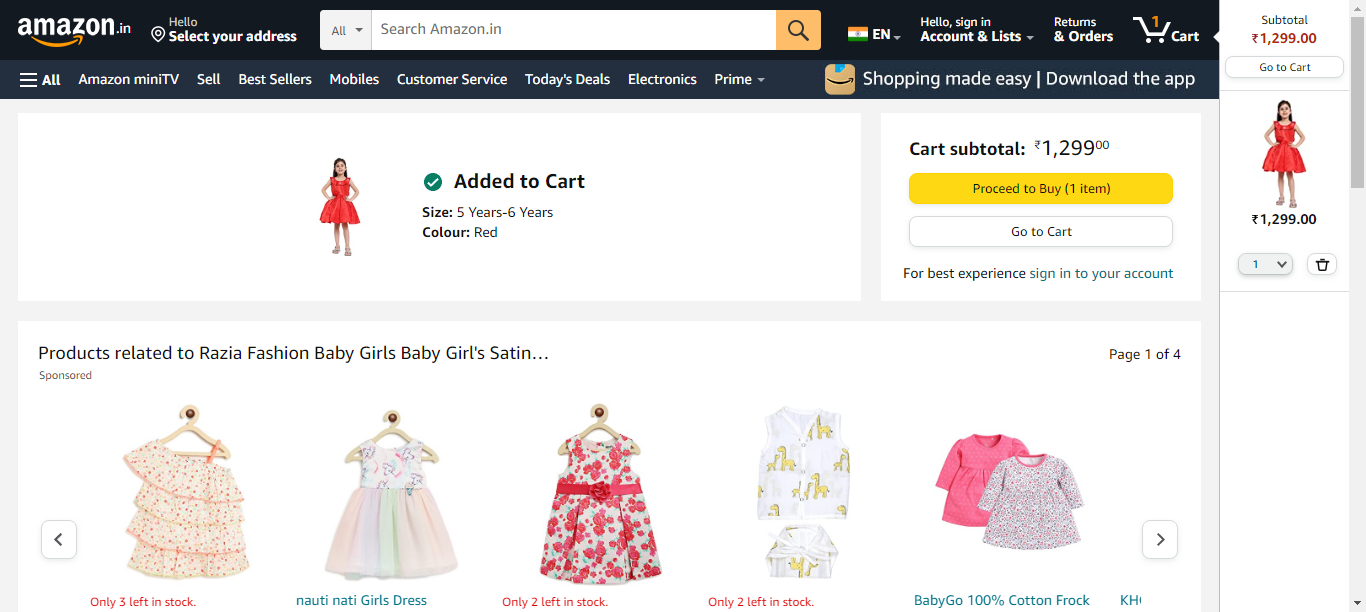 amazon.in
Hello
Select your address
All
Search Amazon.in
EN
Hello, sign in
Account & Lists
Returns
& Orders
1
Cart
Subtotal
₹1,299.00
Go to Cart
₹1,299.00
1
All
Amazon miniTV
Sell
Best Sellers
Mobiles
Customer Service
Today's Deals
Electronics
Prime
Shopping made easy | Download the app
Added to Cart
Size: 5 Years-6 Years
Colour: Red
Cart subtotal: ₹1,29900
Proceed to Buy (1 item)
Go to Cart
For best experience sign in to your account
Products related to Razia Fashion Baby Girls Baby Girl's Satin…
Page 1 of 4
Sponsored
Only 3 left in stock.
nauti nati Girls Dress
Only 2 left in stock.
Only 2 left in stock.
BabyGo 100% Cotton Frock